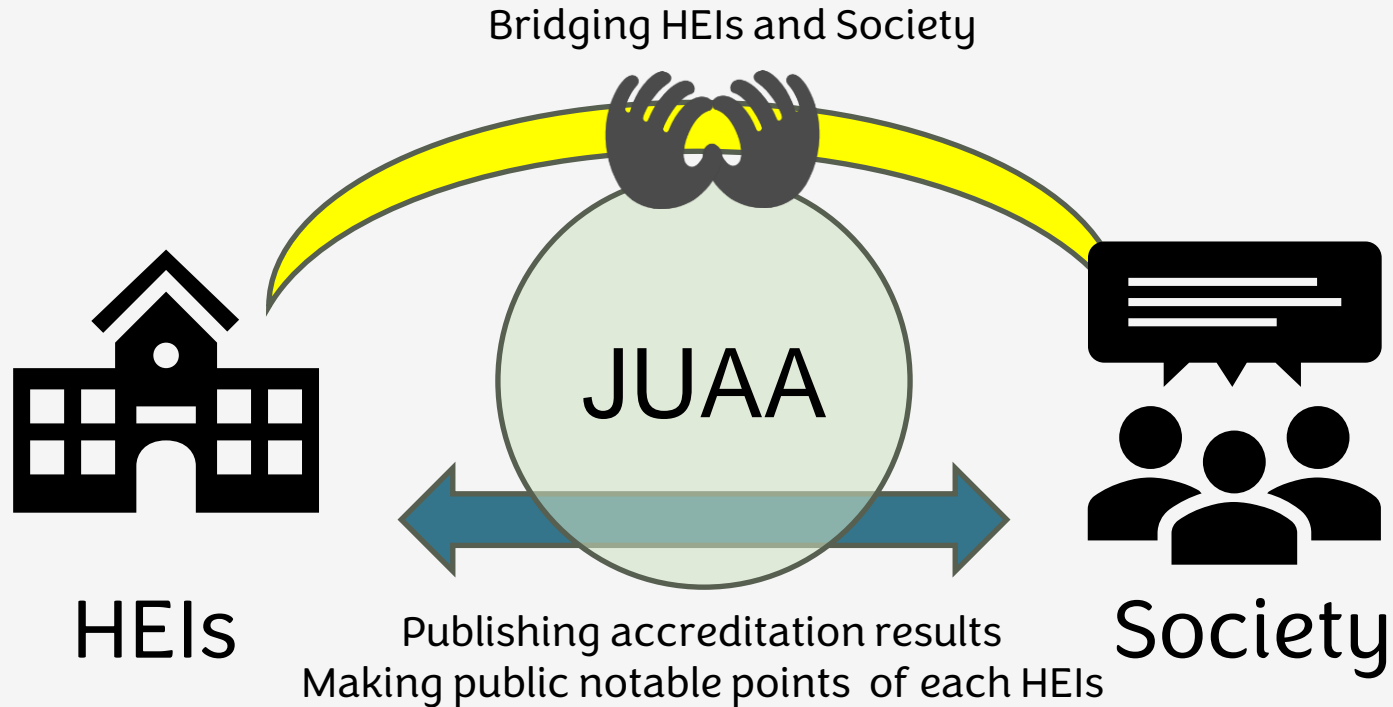 Bridging HEIs and Society
JUAA
HEIs
Society
Publishing accreditation results
Making public notable points of each HEIs